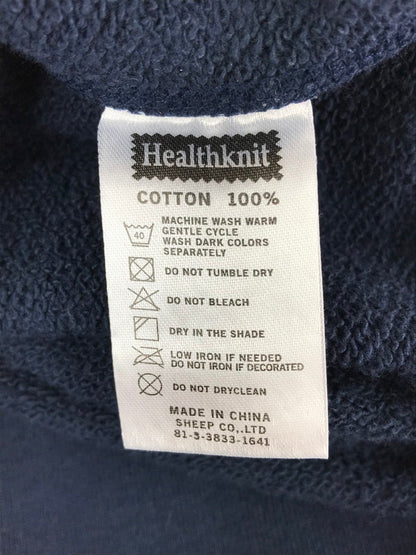 Healthknit
COTTON 100%
40
MACHINE WASH WARM
GENTLE CYCLE
WASH DARK COLORS
SEPARATELY
DO NOT TUMBLE DRY
DO NOT BLEACH
DRY IN THE SHADE
LOW IRON IF NEEDED
DO NOT IRON IF DECORATED
DO NOT DRYCLEAN
MADE IN CHINA
SHEEP CO,.LTD
81-3-3833-1641